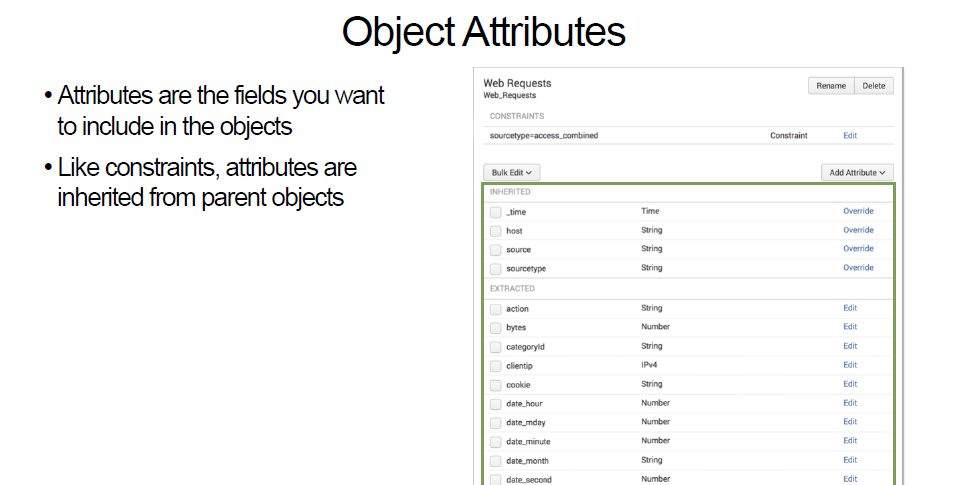 Object Attributes
• Attributes are the fields you want
to include in the objects
• Like constraints, attributes are
inherited from parent objects
Web Requests
Web_Requests
Rename Delete
CONSTRAINTS
sourcetype=access_combined Constraint Edit
Bulk Edit Add Attribute
INHERITED
_time Time Override
host String Override
source String Override
sourcetype String Override
EXTRACTED
action String Edit
bytes Number Edit
categoryId String Edit
clientip IPv4 Edit
cookie String Edit
date_hour Number Edit
date_mday Number Edit
date_minute Number Edit
date_month String Edit
date_second Number Edit